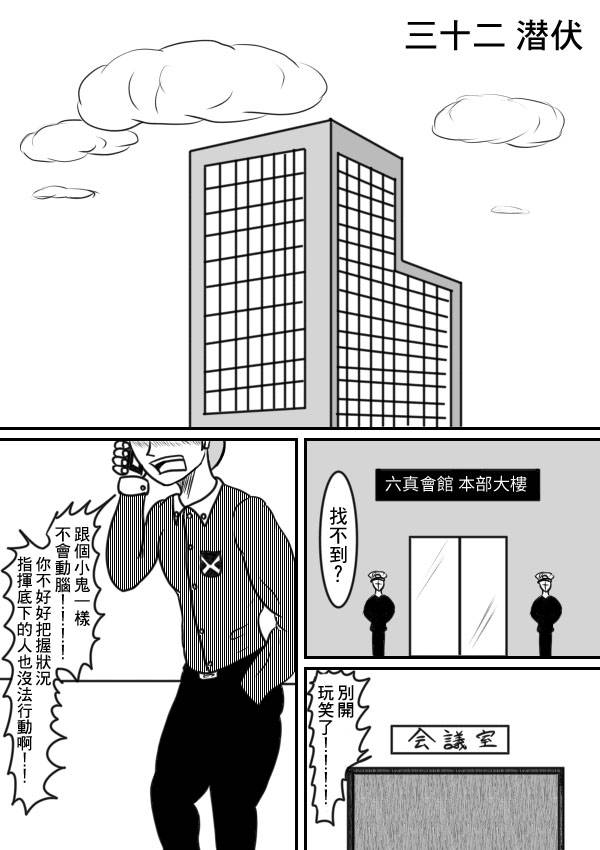 三十二 潜伏
六真會館 本部大樓
找不到？
会議室
別開
玩笑了！！！！
跟個小鬼一樣
不會動腦！！！！
你不好好把握狀況
指揮底下的人也沒法行動啊！！